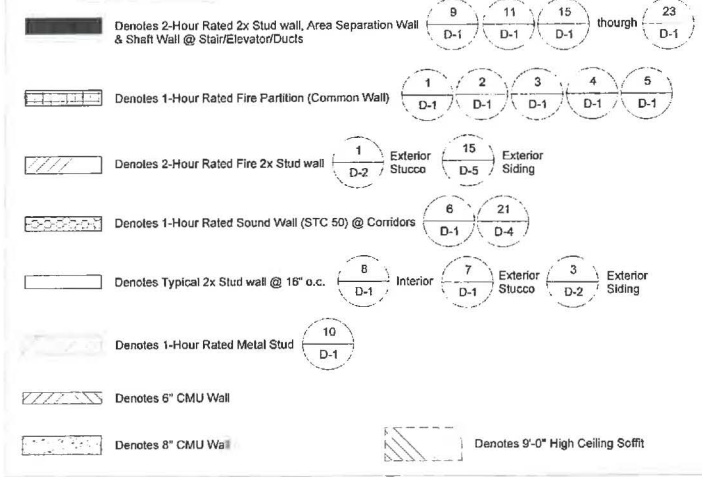 Denotes 2-Hour Rated 2x Stud wall, Area Separation Wall
& Shaft Wall @ Stair/Elevator/Ducts
9 D-1
11 D-1
15 D-1
though
23 D-1
Denotes 1-Hour Rated Fire Partition (Common Wall)
1 D-1
2 D-1
3 D-1
4 D-1
5 D-1
Denotes 2-Hour Rated Fire 2x Stud wall
1 D-2
Exterior
Stucco
15 D-5
Exterior
Siding
Denotes 1-Hour Rated Sound Wall (STC 50) @ Corridors
6 D-1
21 D-4
Denotes Typical 2x Stud wall @ 16" o.c.
8 D-1
Interior
7 D-1
Exterior
Stucco
3 D-2
Exterior
Siding
Denotes 1-Hour Rated Metal Stud
10 D-1
Denotes 6" CMU Wall
Denotes 8" CMU Wall
Denotes 9'-0" High Ceiling Soffit